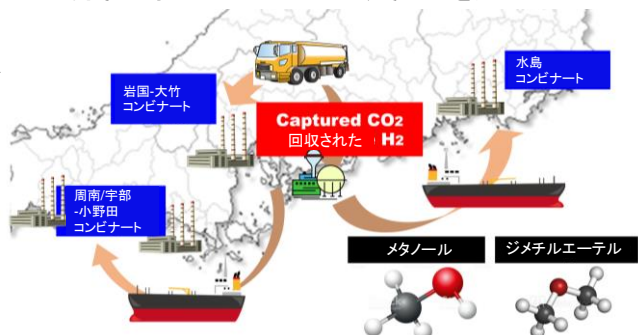 水島
コンビナート
岩国-大竹
コンビナート
Captured CO2
回収された H2
周南/宇部
-小野田
コンビナート
メタノール
ジメチルエーテル